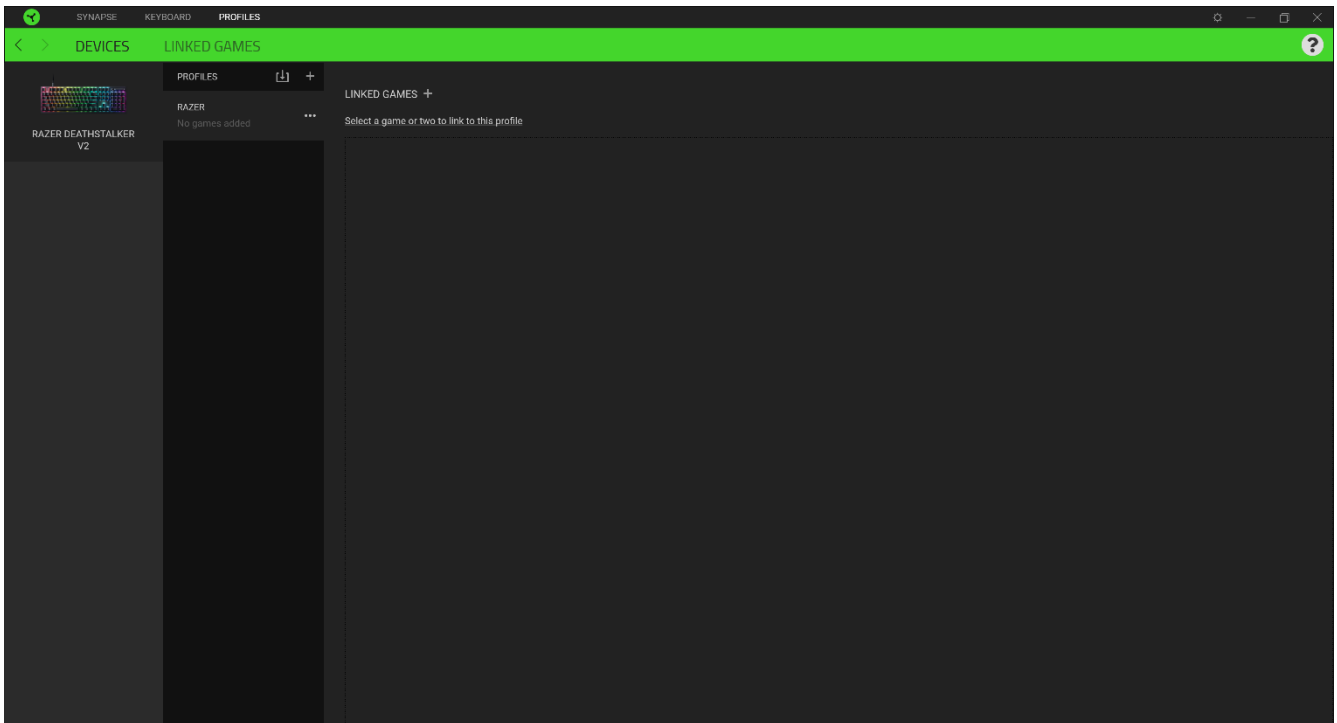 SYNAPSE KEYBOARD PROFILES
DEVICES LINKED GAMES
?
RAZER DEATHSTALKER
V2
PROFILES
RAZER
No games added
LINKED GAMES +
Select a game or two to link to this profile